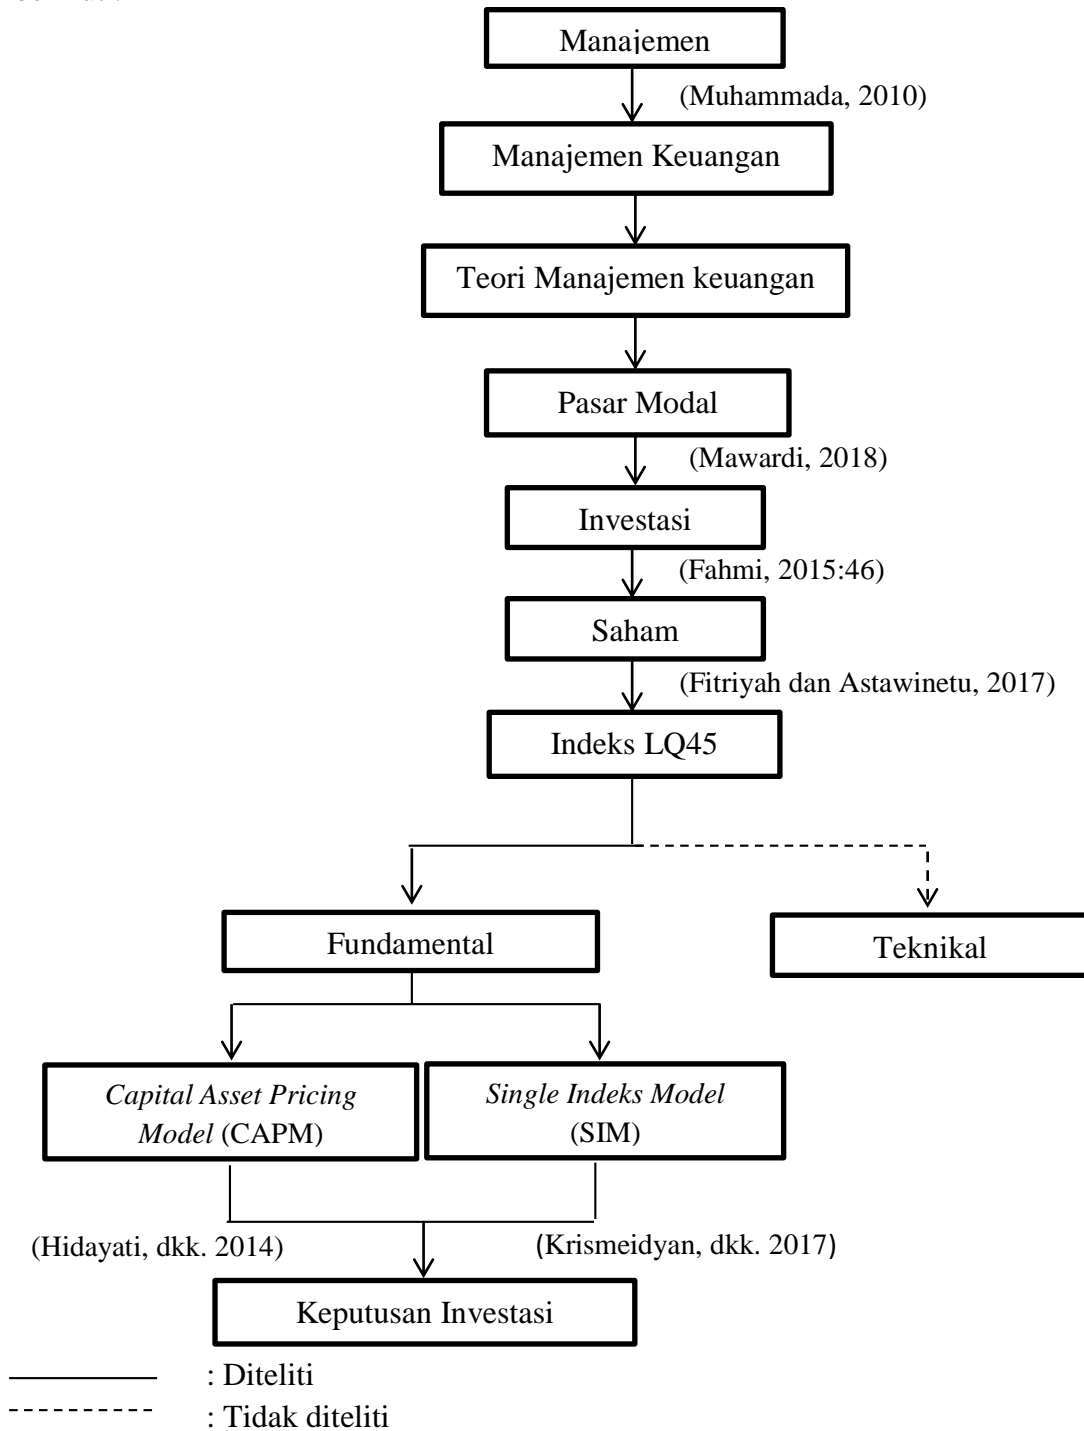 Manajemen
(Muhammada, 2010)
Manajemen Keuangan
Teori Manajemen keuangan
Pasar Modal
(Mawardi, 2018)
Investasi
(Fahmi, 2015:46)
Saham
(Fitriyah dan Astawinetu, 2017)
Indeks LQ45
Fundamental
Teknikal
Capital Asset Pricing
Model (CAPM)
Single Indeks Model
(SIM)
(Hidayati, dkk. 2014)
(Krismeidyan, dkk. 2017)
Keputusan Investasi
: Diteliti
: Tidak diteliti